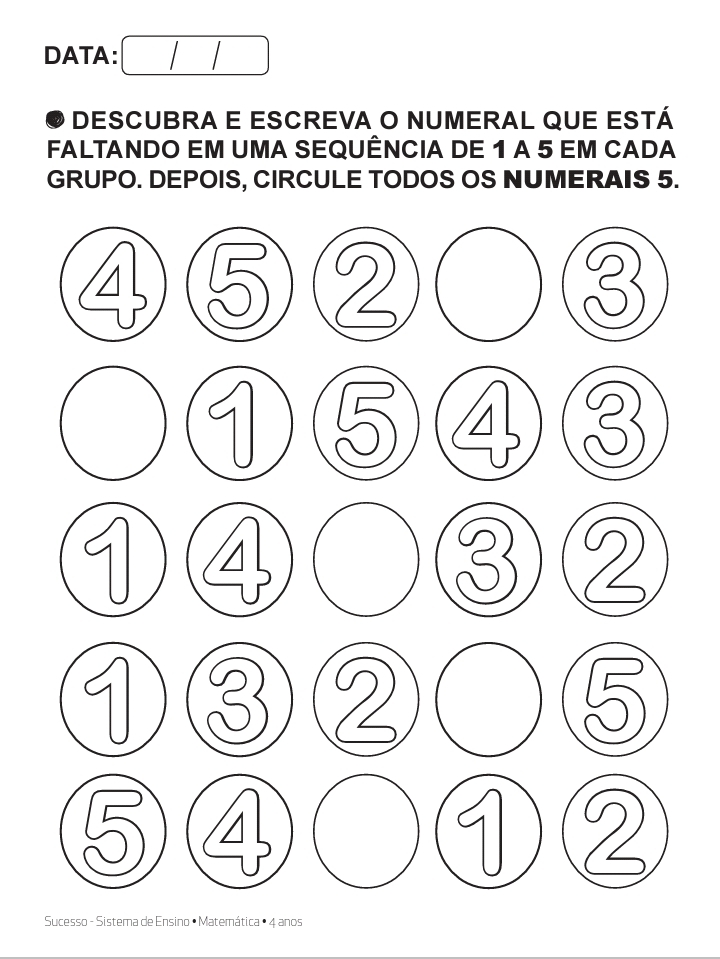 DATA: / /
DESCUBRA E ESCREVA O NUMERAL QUE ESTÁ
FALTANDO EM UMA SEQUÊNCIA DE 1 A 5 EM CADA
GRUPO. DEPOIS, CIRCULE TODOS OS NUMERAIS 5.
4 5 2 3
1 5 4 3
1 4 3 2
1 3 2 5
5 4 1 2
Sucesso - Sistema de Ensino • Matemática • 4 anos